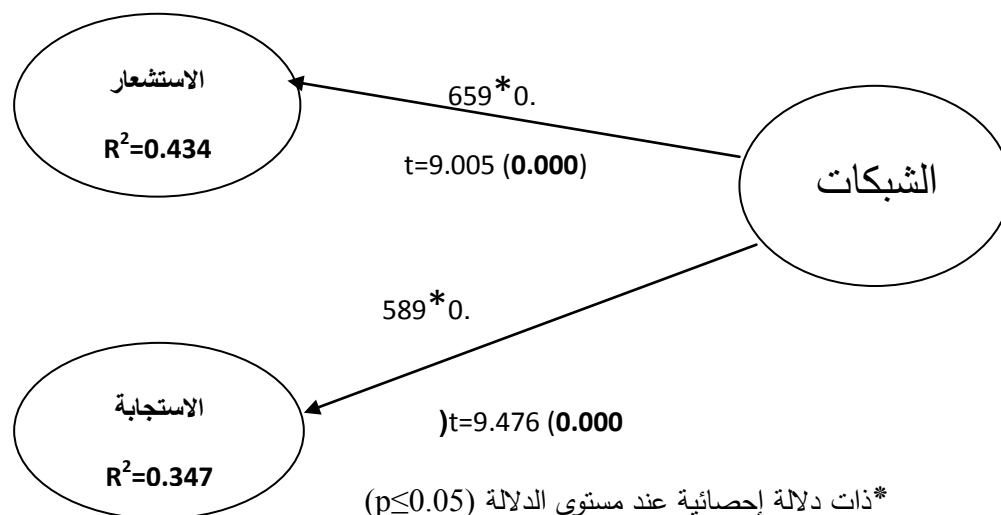 الاستشعار
R²=0.434
659*0.
t=9.005 (0.000)
الشبكات
589*0.
الاستجابة
R²=0.347
)t=9.476 (0.000
*ذات دلالة إحصائية عند مستوى الدلالة (p≤0.05)